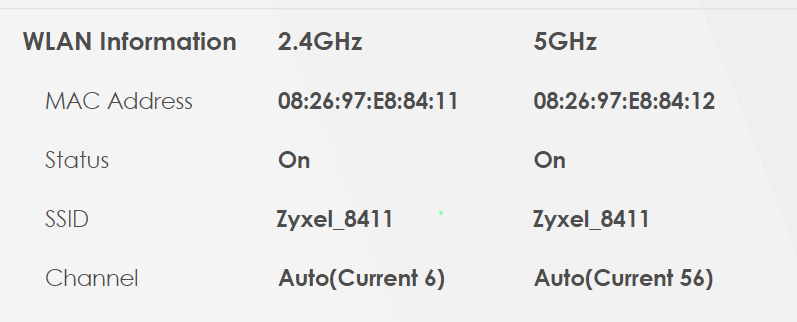 WLAN Information 2.4GHz 5GHz
MAC Address 08:26:97:E8:84:11 08:26:97:E8:84:12
Status On On
SSID Zyxel_8411 Zyxel_8411
Channel Auto(Current 6) Auto(Current 56)